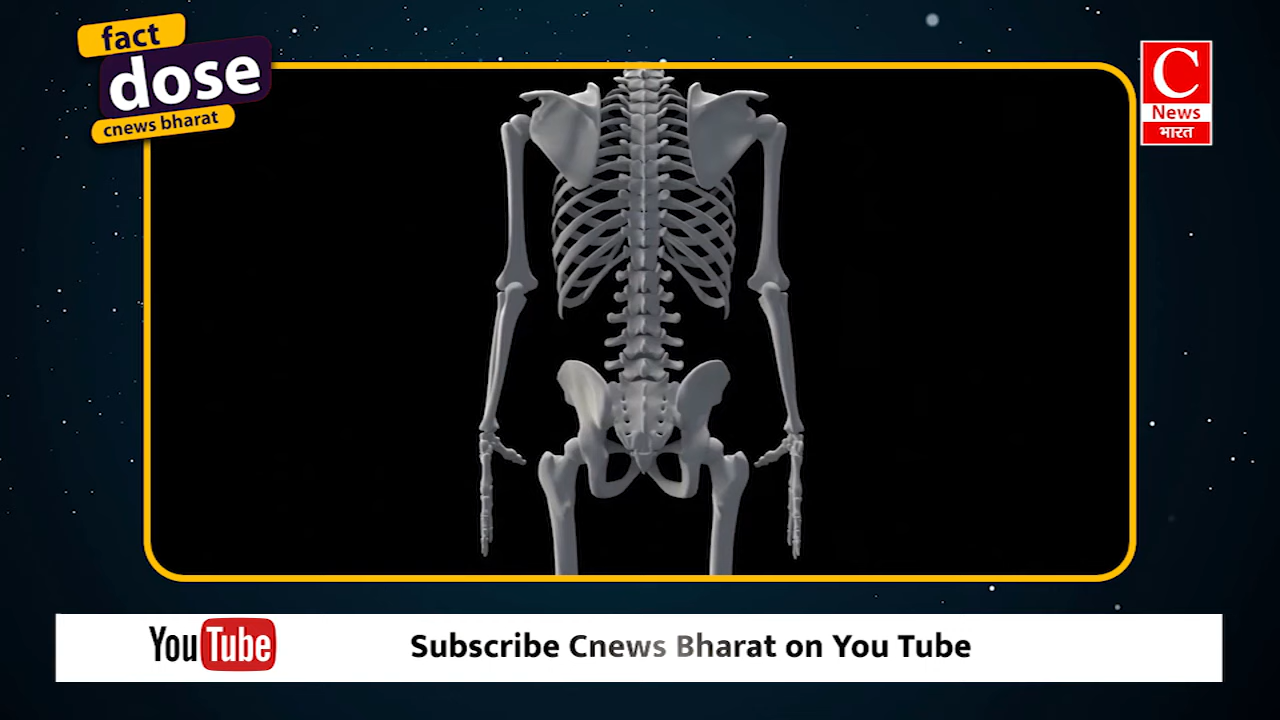 fact
dose
cnews bharat
C
News
भारत
YouTube
Subscribe Cnews Bharat on You Tube